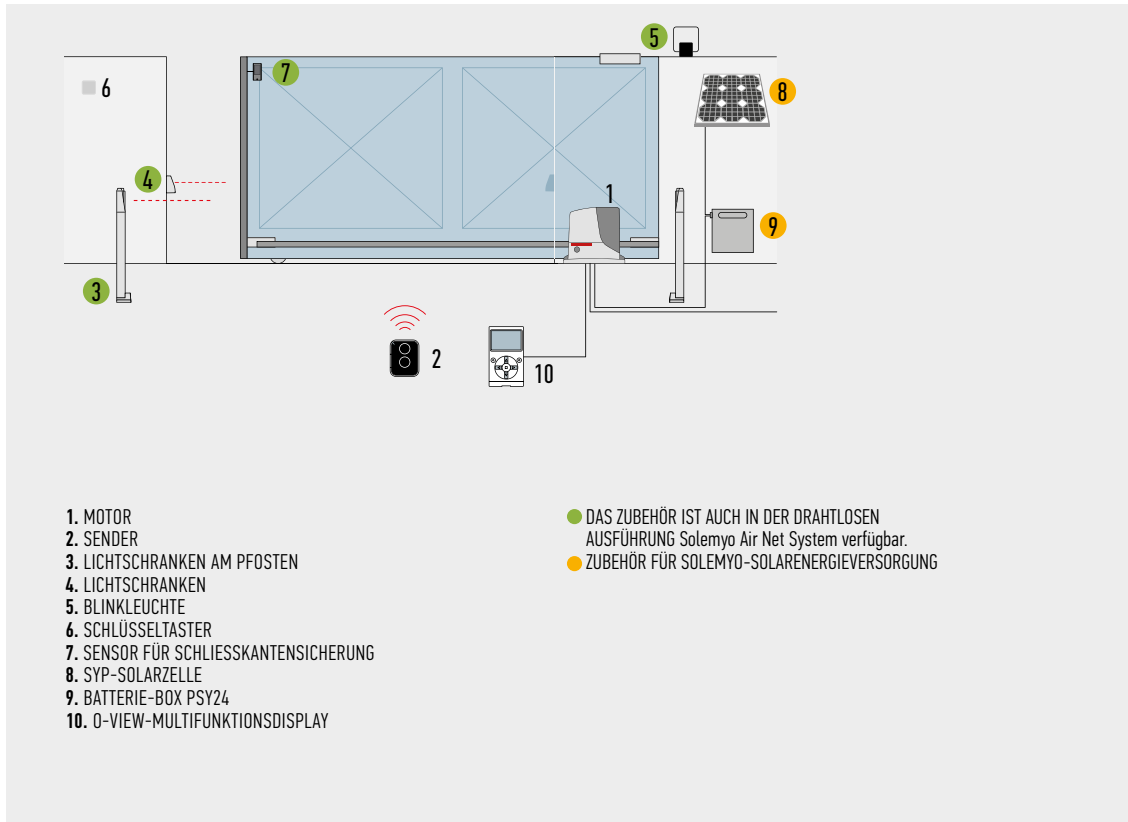 5
7
8
6
4
1
9
3
2
10
1. MOTOR
2. SENDER
3. LICHTSCHRANKEN AM PFOSTEN
4. LICHTSCHRANKEN
5. BLINKLEUCHTE
6. SCHLÜSSELTASTER
7. SENSOR FÜR SCHLIESSKANTENSICHERUNG
8. SYP-SOLARZELLE
9. BATTERIE-BOX PSY24
10. O-VIEW-MULTIFUNKTIONSDISPLAY
DAS ZUBEHÖR IST AUCH IN DER DRAHTLOSEN
AUSFÜHRUNG Solemyo Air Net System verfügbar.
ZUBEHÖR FÜR SOLEMYO-SOLARENERGIEVERSORGUNG